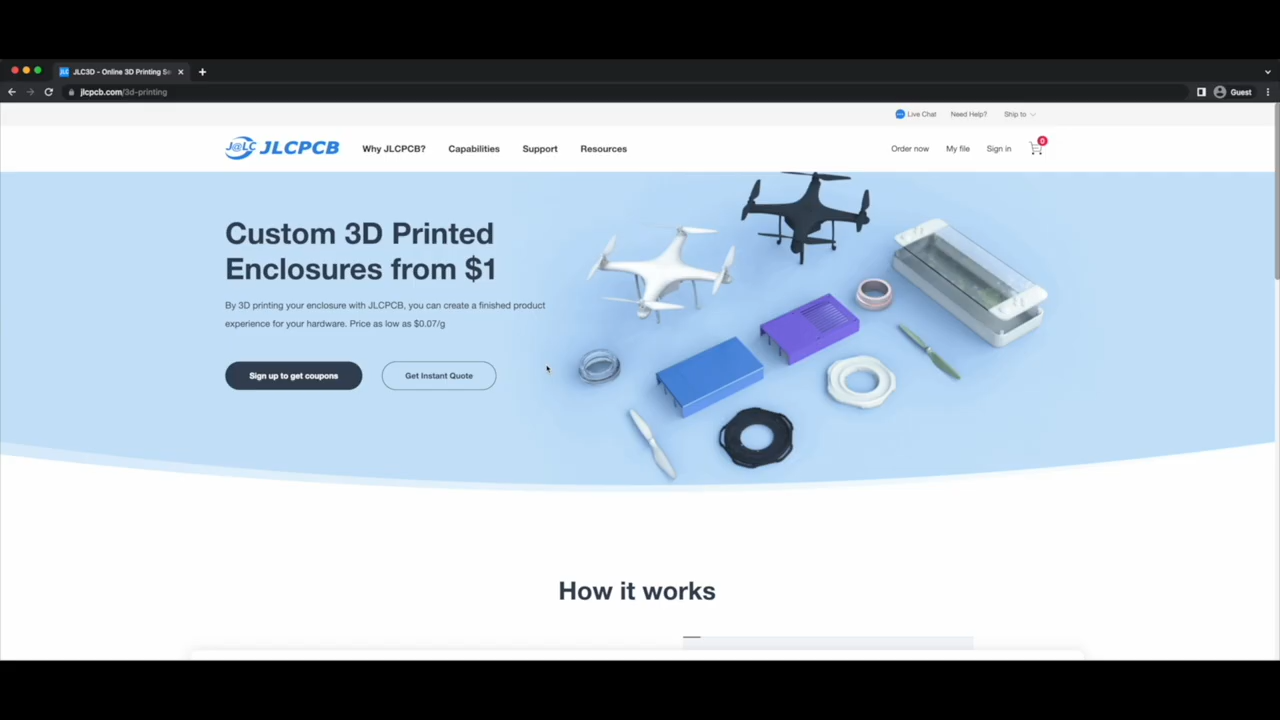 JLC3D - Online 3D Printing Se
jlcpcb.com/3d-printing
Guest
Live Chat
Need Help?
Ship to
J@LC JLCPCB
Why JLCPCB?
Capabilities
Support
Resources
Order now
My file
Sign in
0
Custom 3D Printed
Enclosures from $1
By 3D printing your enclosure with JLCPCB, you can create a finished product
experience for your hardware. Price as low as $0.07/g
Sign up to get coupons
Get Instant Quote
How it works